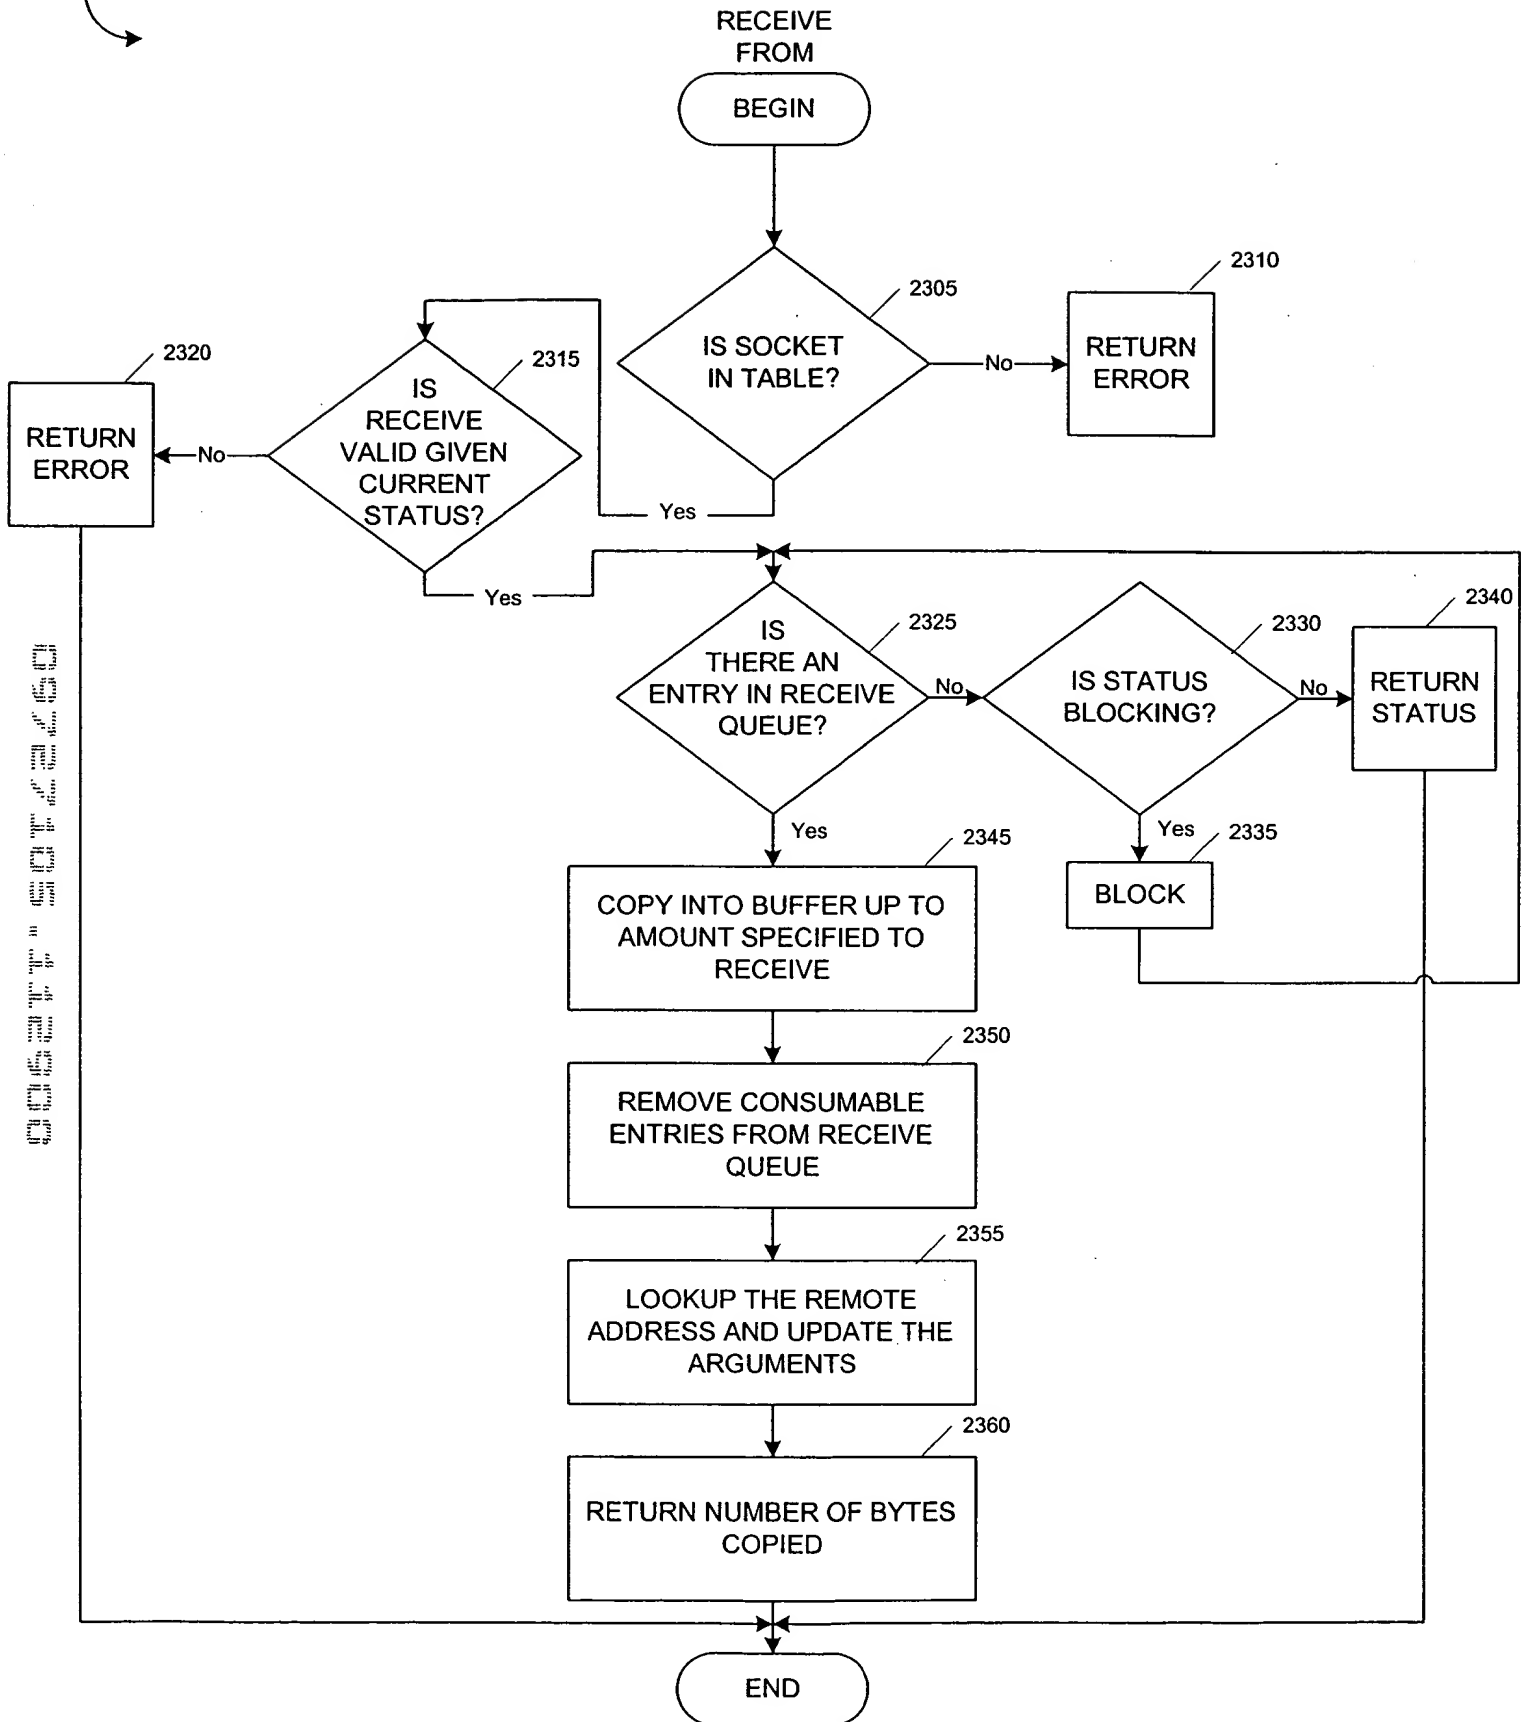 RECEIVE
FROM
BEGIN
2305
IS SOCKET
IN TABLE?
No
2310
RETURN
ERROR
Yes
2315
IS
RECEIVE
VALID GIVEN
CURRENT
STATUS?
No
2320
RETURN
ERROR
Yes
2325
IS
THERE AN
ENTRY IN RECEIVE
QUEUE?
No
2330
IS STATUS
BLOCKING?
No
2340
RETURN
STATUS
Yes
2335
BLOCK
Yes
2345
COPY INTO BUFFER UP TO
AMOUNT SPECIFIED TO
RECEIVE
2350
REMOVE CONSUMABLE
ENTRIES FROM RECEIVE
QUEUE
2355
LOOKUP THE REMOTE
ADDRESS AND UPDATE THE
ARGUMENTS
2360
RETURN NUMBER OF BYTES
COPIED
END